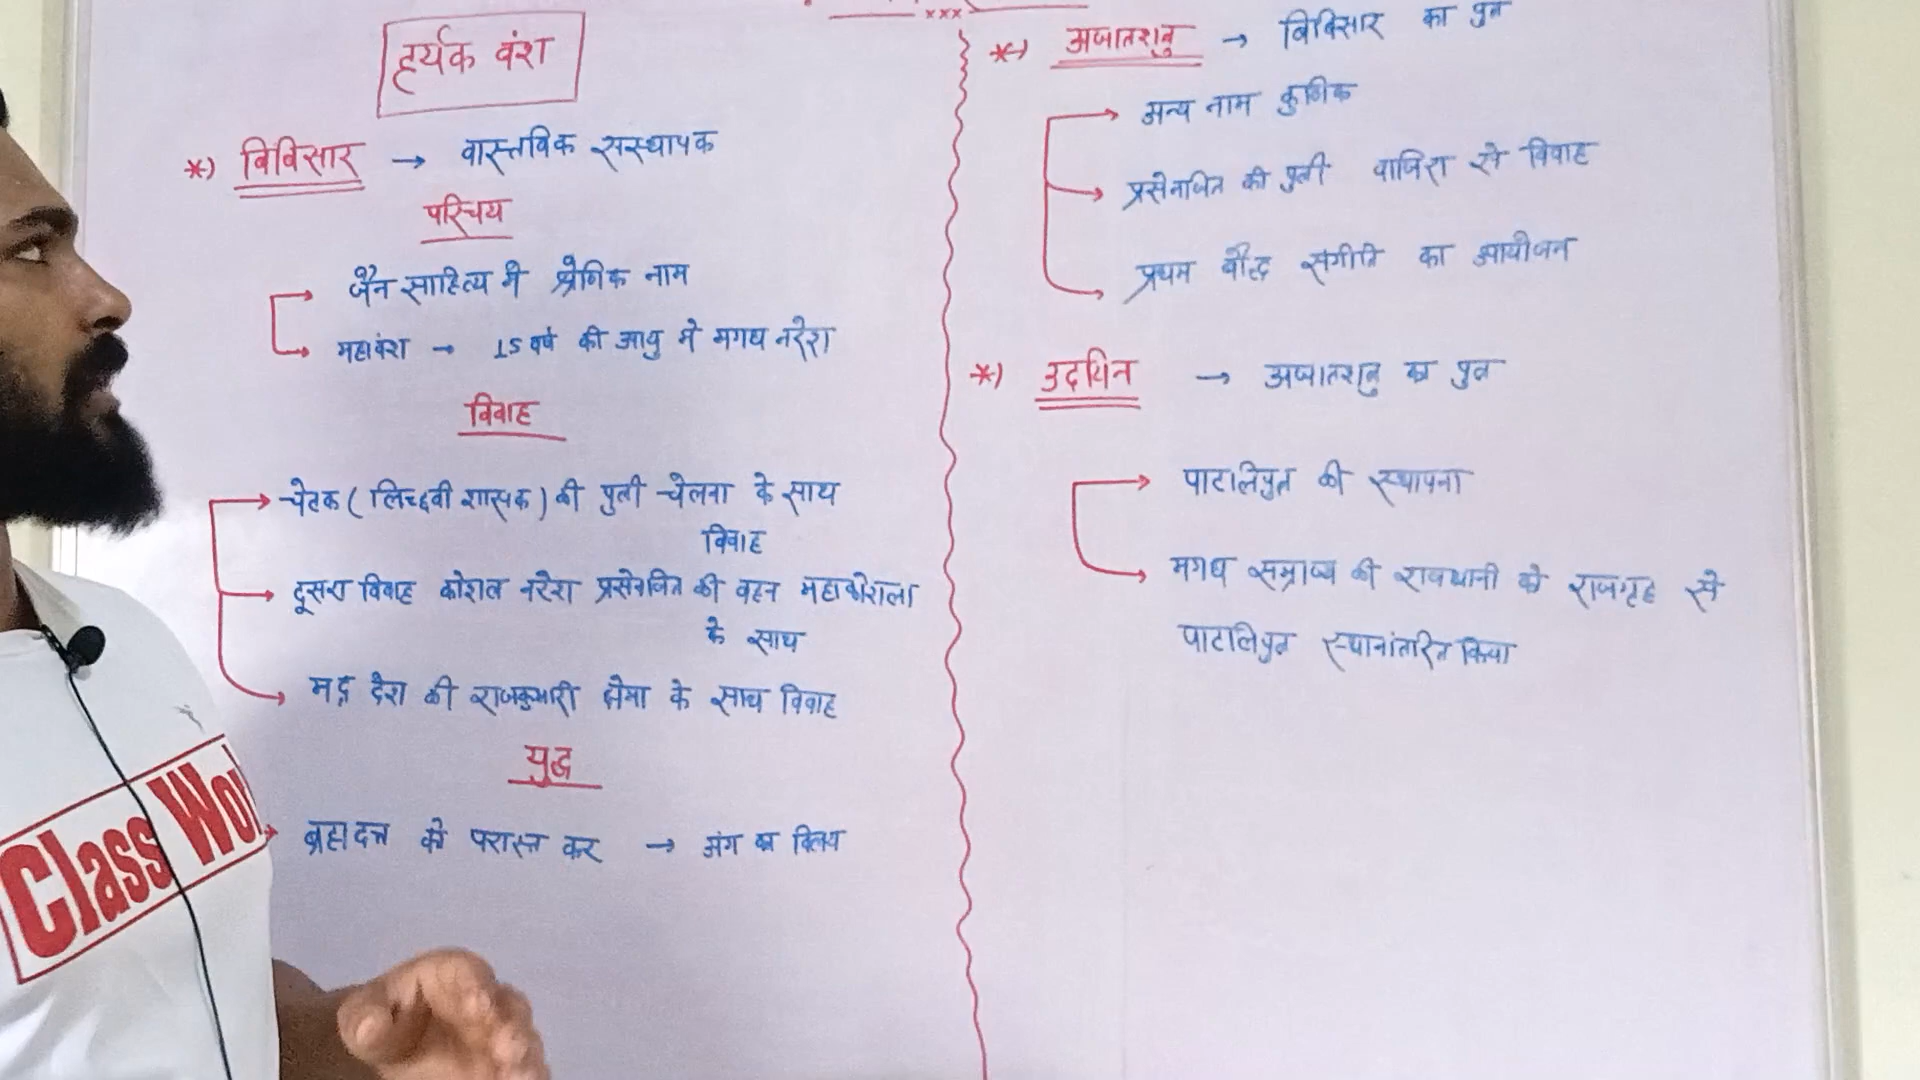 xxx
हर्यक वंश
*) बिंबिसार → वास्तविक संस्थापक
परिचय
जैन साहित्य में श्रेणिक नाम
महावंश → 15 वर्ष की आयु में मगध नरेश
विवाह
चेटक (लिच्छवी शासक) की पुत्री चेलना के साथ
विवाह
दूसरा विवाह कोशल नरेश प्रसेनजित की बहन महाकोशला
के साथ
मद्र देश की राजकुमारी क्षेमा के साथ विवाह
युद्ध
ब्रह्मदत्त को परास्त कर → अंग का विलय
*) अजातशत्रु → बिंबिसार का पुत्र
अन्य नाम कुणिक
प्रसेनजित की पुत्री वाजिरा से विवाह
प्रथम बौद्ध संगीति का आयोजन
*) उदयिन → अजातशत्रु का पुत्र
पाटलिपुत्र की स्थापना
मगध सम्राज्य की राजधानी को राजगृह से
पाटलिपुत्र स्थानांतरित किया
Class Wo